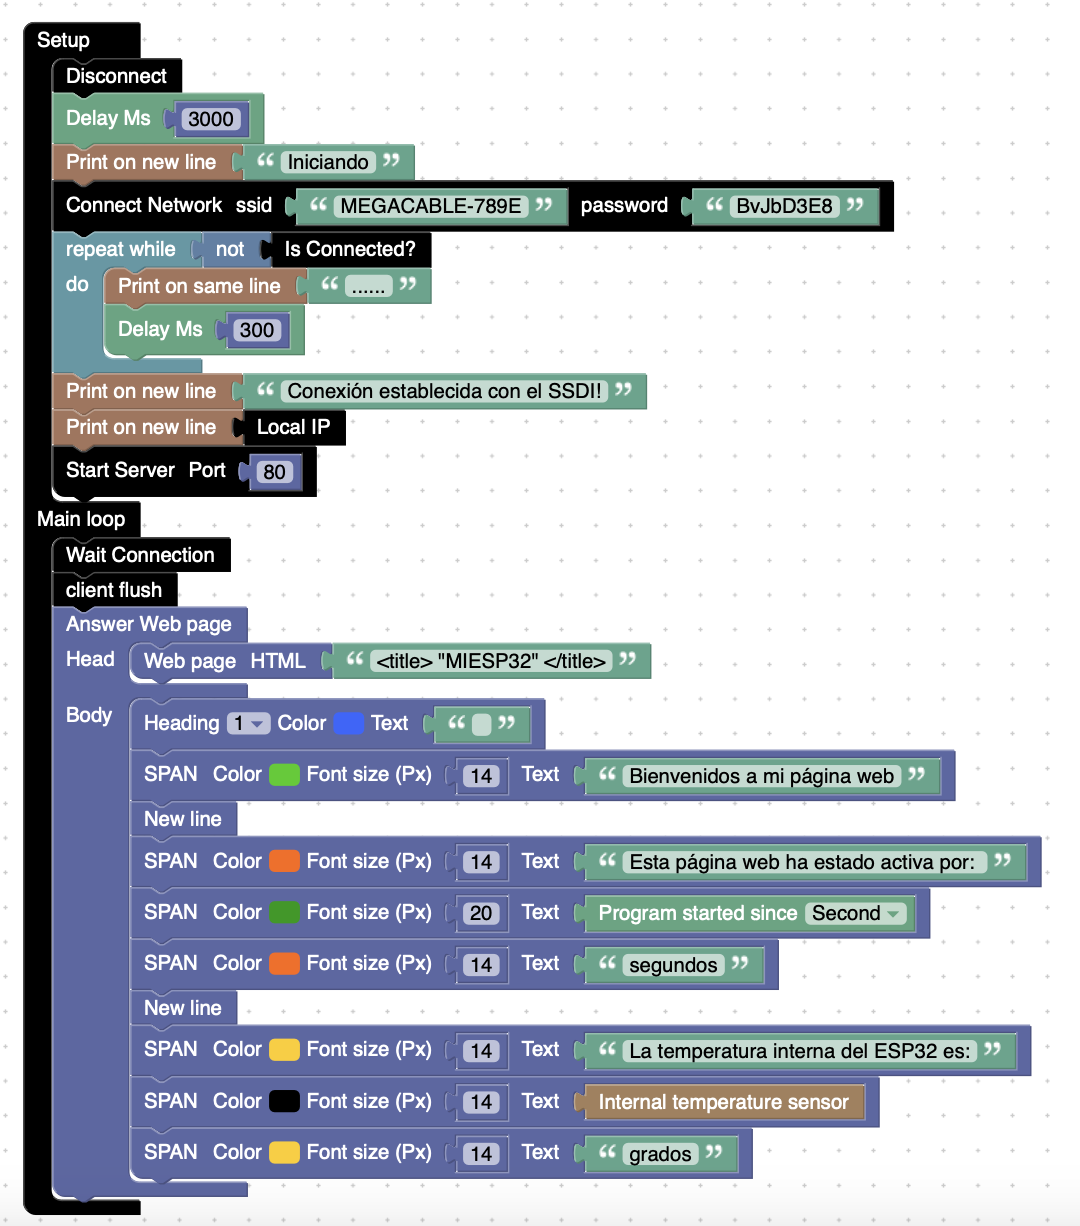 Setup
Disconnect
Delay Ms 3000
Print on new line “ Iniciando ”
Connect Network ssid “ MEGACABLE-789E ” password “ BvJbD3E8 ”
repeat while not Is Connected?
do Print on same line “ ...... ”
Delay Ms 300
Print on new line “ Conexión establecida con el SSDI! ”
Print on new line Local IP
Start Server Port 80
Main loop
Wait Connection
client flush
Answer Web page
Head Web page HTML “ <title> "MIESP32" </title> ”
Body
Heading 1 Color Text “ ”
SPAN Color Font size (Px) 14 Text “ Bienvenidos a mi página web ”
New line
SPAN Color Font size (Px) 14 Text “ Esta página web ha estado activa por: ”
SPAN Color Font size (Px) 20 Text Program started since Second
SPAN Color Font size (Px) 14 Text “ segundos ”
New line
SPAN Color Font size (Px) 14 Text “ La temperatura interna del ESP32 es: ”
SPAN Color Font size (Px) 14 Text Internal temperature sensor
SPAN Color Font size (Px) 14 Text “ grados ”